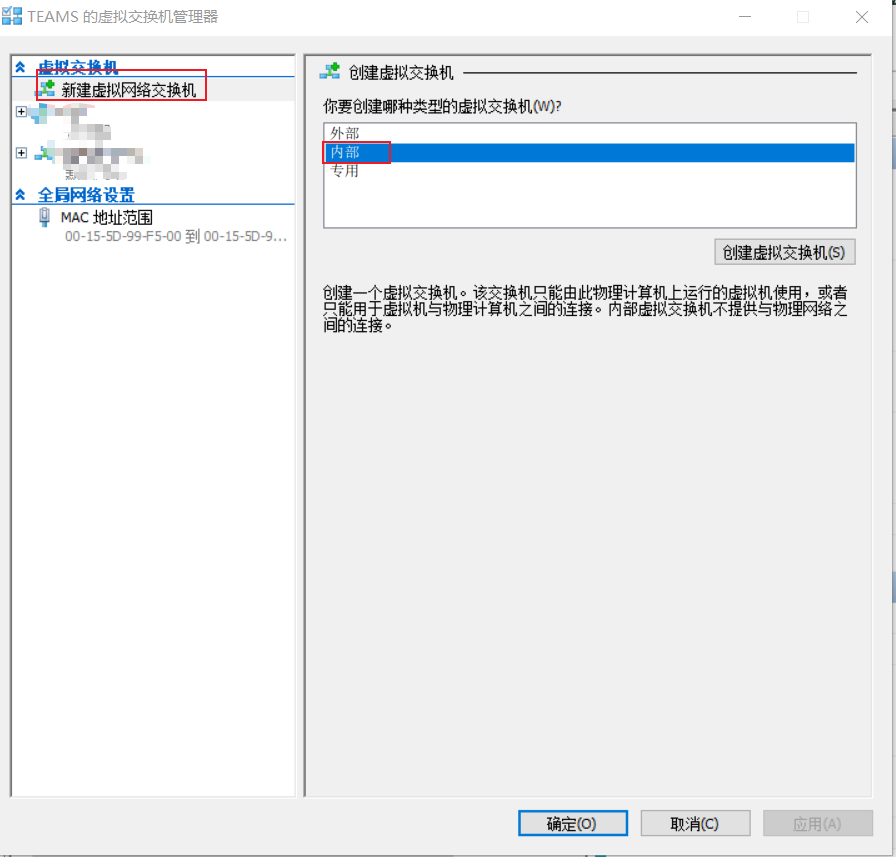 TEAMS 的虚拟交换机管理器
虚拟交换机
新建虚拟网络交换机
全局网络设置
MAC 地址范围
00-15-5D-99-F5-00 到 00-15-5D-9...
创建虚拟交换机
你要创建哪种类型的虚拟交换机(W)?
外部
内部
专用
创建虚拟交换机(S)
创建一个虚拟交换机。该交换机只能由此物理计算机上运行的虚拟机使用，或者
只能用于虚拟机与物理计算机之间的连接。内部虚拟交换机不提供与物理网络之
间的连接。
确定(O)
取消(C)
应用(A)